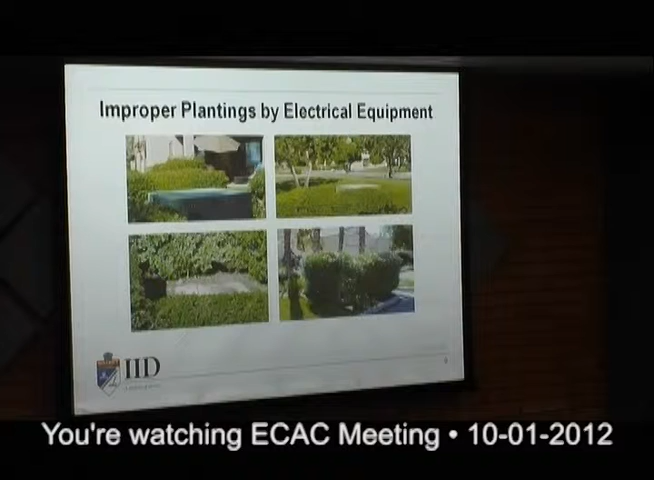 Improper Plantings by Electrical Equipment
IID
You're watching ECAC Meeting • 10-01-2012